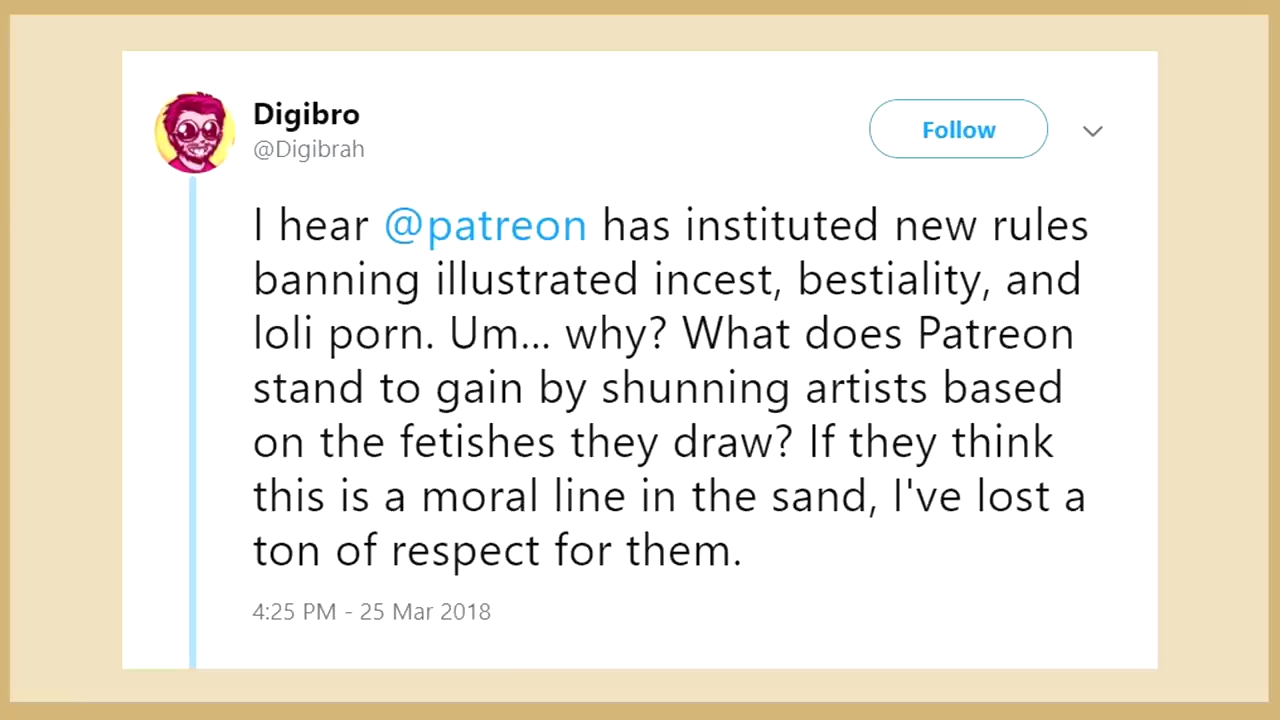 Digibro
@Digibrah
Follow
I hear @patreon has instituted new rules
banning illustrated incest, bestiality, and
loli porn. Um... why? What does Patreon
stand to gain by shunning artists based
on the fetishes they draw? If they think
this is a moral line in the sand, I've lost a
ton of respect for them.
4:25 PM - 25 Mar 2018